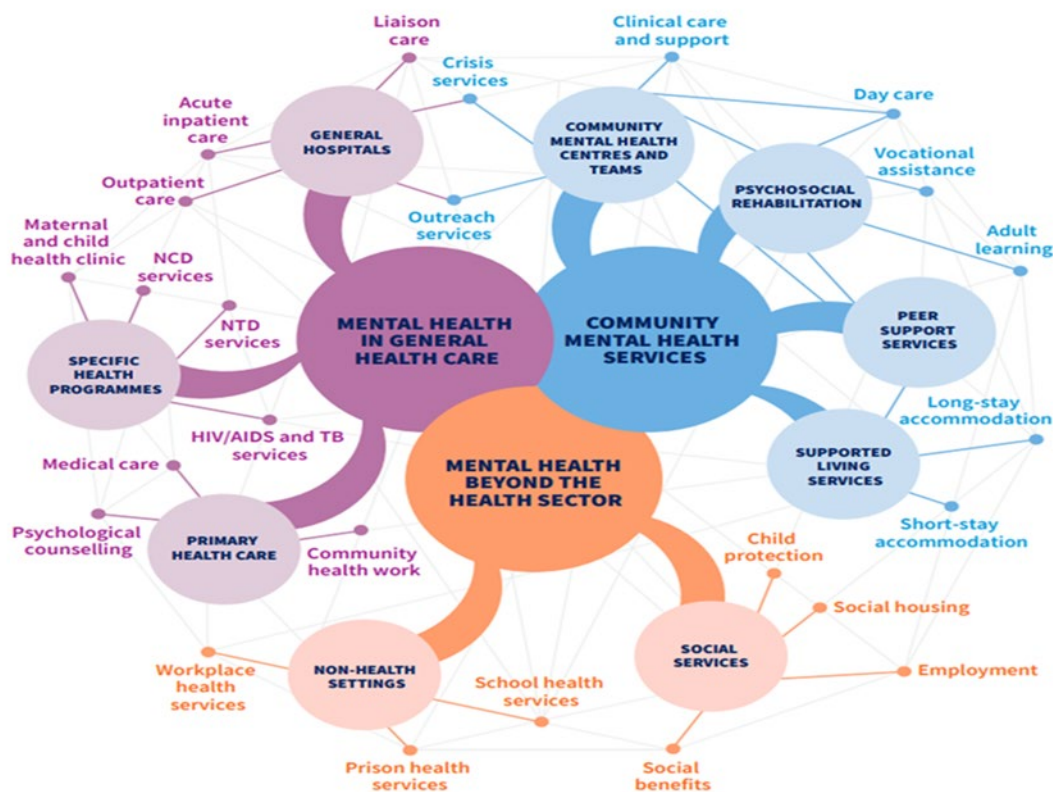 Liaison
care
Clinical care
and support
Crisis
services
Day care
Acute
inpatient
care
GENERAL
HOSPITALS
COMMUNITY
MENTAL HEALTH
CENTRES AND
TEAMS
Vocational
assistance
PSYCHOSOCIAL
REHABILITATION
Outpatient
care
Outreach
services
Adult
learning
Maternal
and child
health clinic
NCD
services
NTD
services
MENTAL HEALTH
IN GENERAL
HEALTH CARE
COMMUNITY
MENTAL HEALTH
SERVICES
PEER
SUPPORT
SERVICES
SPECIFIC
HEALTH
PROGRAMMES
HIV/AIDS and TB
services
Long-stay
accommodation
Medical care
MENTAL HEALTH
BEYOND THE
HEALTH SECTOR
SUPPORTED
LIVING
SERVICES
Psychological
counselling
PRIMARY
HEALTH CARE
Community
health work
Short-stay
accommodation
Child
protection
Social housing
Workplace
health
services
NON-HEALTH
SETTINGS
School health
services
SOCIAL
SERVICES
Employment
Prison health
services
Social
benefits